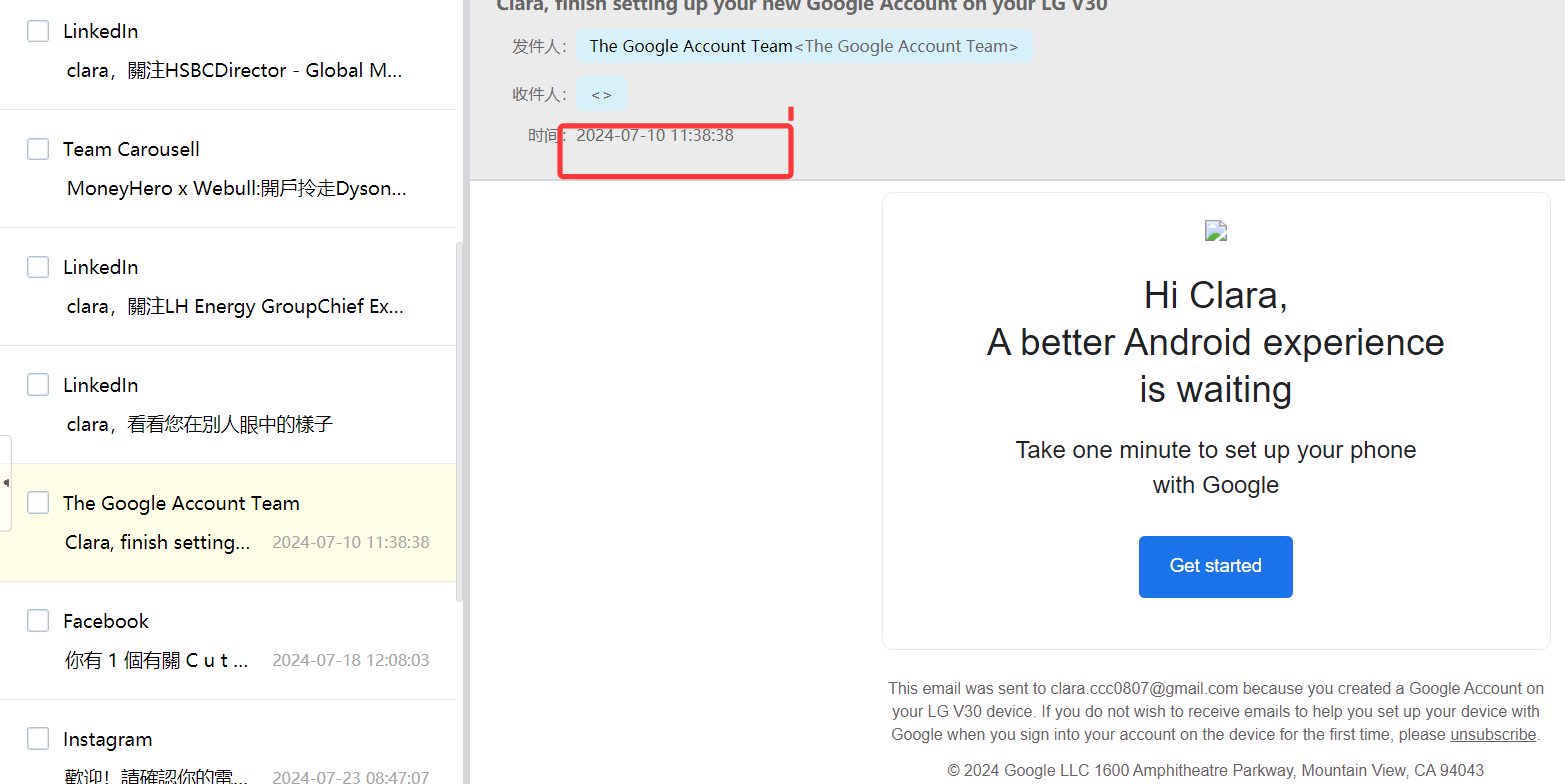 LinkedIn
clara，關注HSBCDirector - Global M...
Team Carousell
MoneyHero x Webull:開戶拎走Dyson...
LinkedIn
clara，關注LH Energy GroupChief Ex...
LinkedIn
clara，看看您在別人眼中的樣子
The Google Account Team
Clara, finish setting... 2024-07-10 11:38:38
Facebook
你有 1 個有關 C u t ... 2024-07-18 12:08:03
Instagram
歡迎！請確認你的電... 2024-07-23 08:47:07
Clara, finish setting up your new Google Account on your LG V30
发件人： The Google Account Team<The Google Account Team>
收件人： <>
时间： 2024-07-10 11:38:38
Hi Clara,
A better Android experience
is waiting
Take one minute to set up your phone
with Google
Get started
This email was sent to clara.ccc0807@gmail.com because you created a Google Account on
your LG V30 device. If you do not wish to receive emails to help you set up your device with
Google when you sign into your account on the device for the first time, please unsubscribe.
© 2024 Google LLC 1600 Amphitheatre Parkway, Mountain View, CA 94043